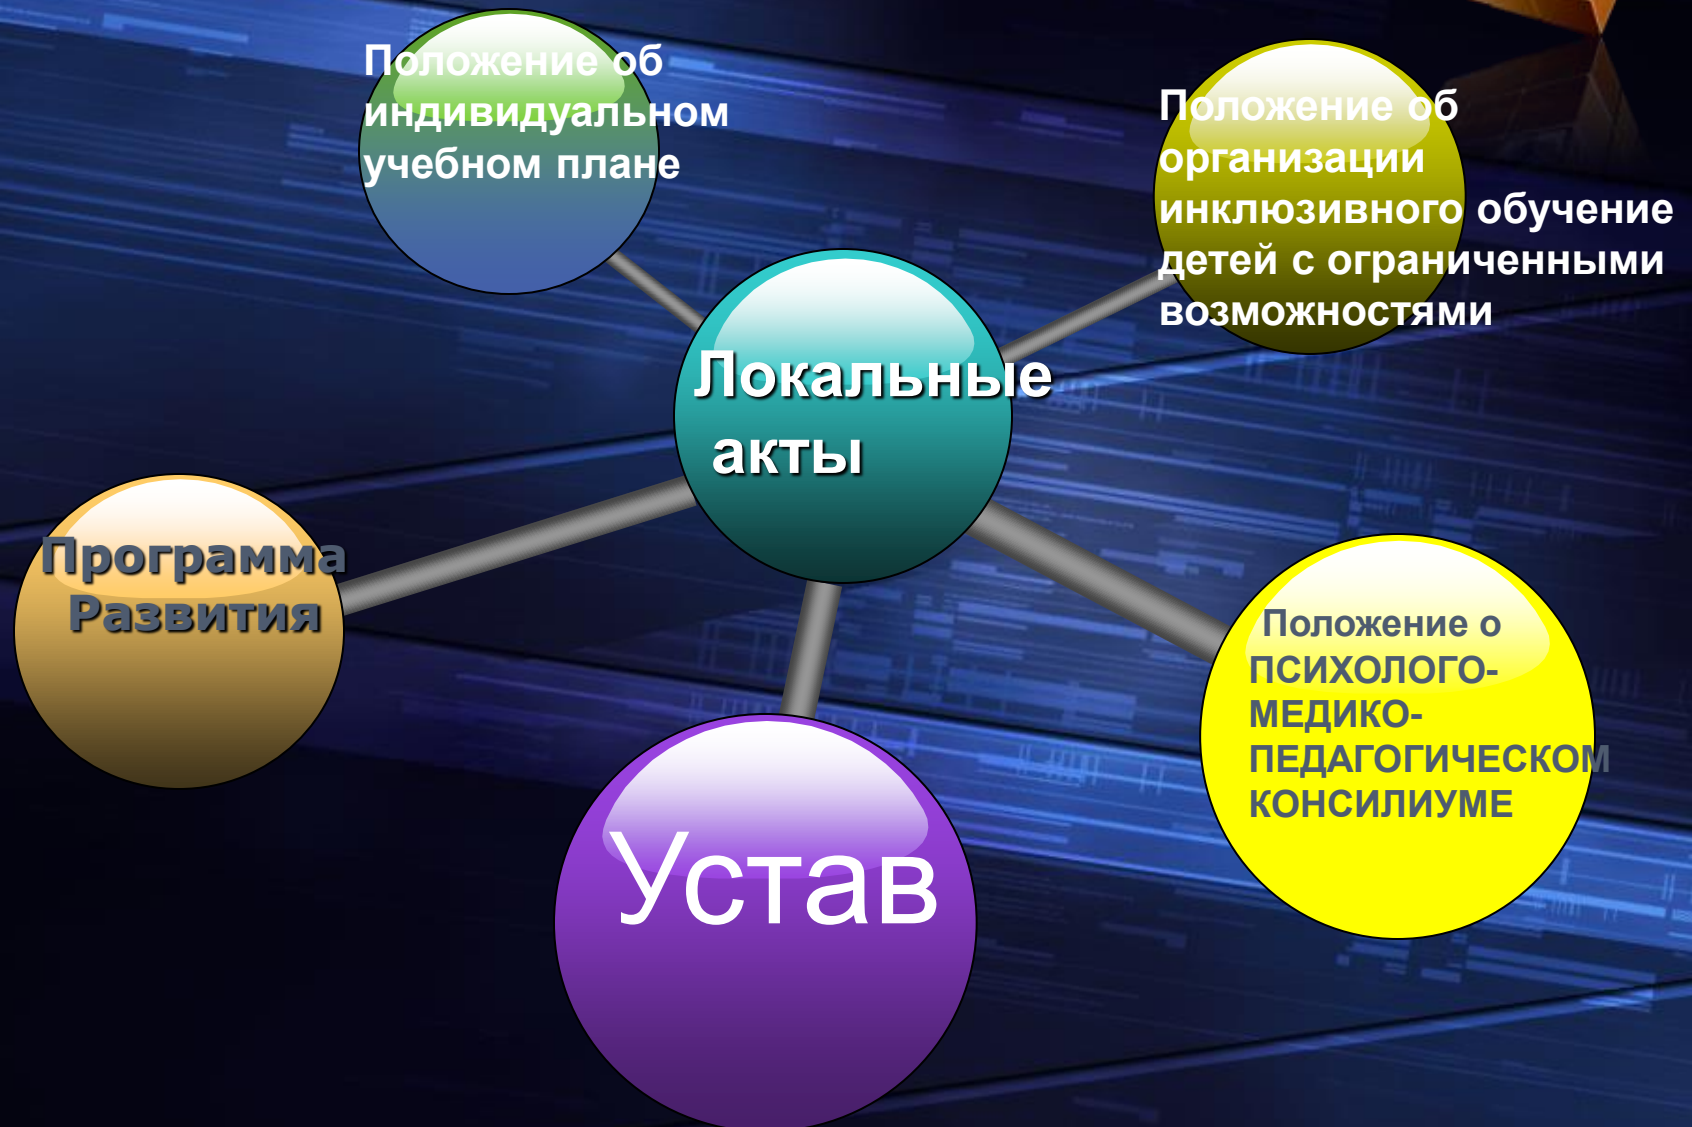 Положение об
индивидуальном
учебном плане
Положение об
организации
инклюзивного обучение
детей с ограниченными
возможностями
Локальные
акты
Программа
Развития
Положение о
ПСИХОЛОГО-
МЕДИКО-
ПЕДАГОГИЧЕСКОМ
КОНСИЛИУМЕ
Устав